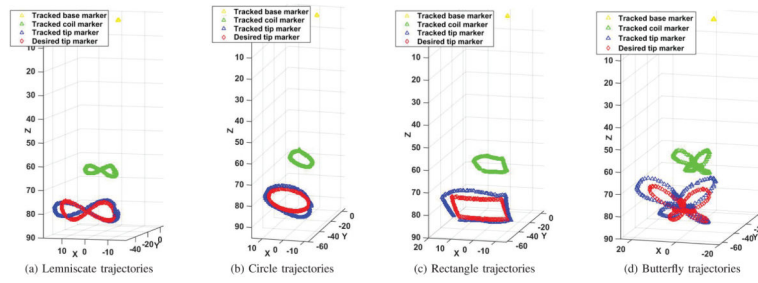 Tracked base marker
Tracked coil marker
Tracked tip marker
Desired tip marker
10
20
30
40
50
60
70
80
90
Z
10
0
-10
X
-40
-20
0
Y
(a) Lemniscate trajectories
Tracked base marker
Tracked coil marker
Tracked tip marker
Desired tip marker
10
20
30
40
50
60
70
80
90
Z
10
0
-10
X
-60
-40
-20
0
Y
(b) Circle trajectories
Tracked base marker
Tracked coil marker
Tracked tip marker
Desired tip marker
10
20
30
40
50
60
70
80
90
Z
20
10
0
-10
X
-60
-40
-20
0
Y
(c) Rectangle trajectories
Tracked base marker
Tracked coil marker
Tracked tip marker
Desired tip marker
10
20
30
40
50
60
70
80
90
Z
20
0
-20
X
-60
-40
-20
0
Y
(d) Butterfly trajectories